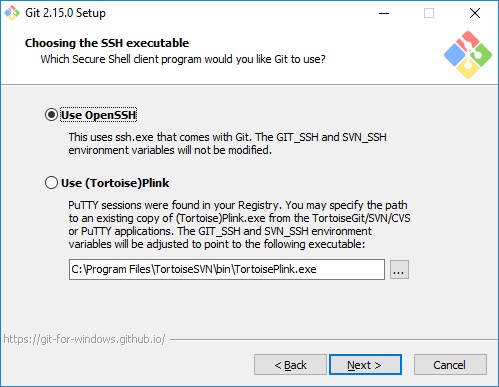 Git 2.15.0 Setup
Choosing the SSH executable
Which Secure Shell client program would you like Git to use?
Use OpenSSH
This uses ssh.exe that comes with Git. The GIT_SSH and SVN_SSH
environment variables will not be modified.
Use (Tortoise)Plink
PuTTY sessions were found in your Registry. You may specify the path
to an existing copy of (Tortoise)Plink.exe from the TortoiseGit/SVN/CVS
or PuTTY applications. The GIT_SSH and SVN_SSH environment
variables will be adjusted to point to the following executable:
C:\Program Files\TortoiseSVN\bin\TortoisePlink.exe
...
https://git-for-windows.github.io/
< Back
Next >
Cancel